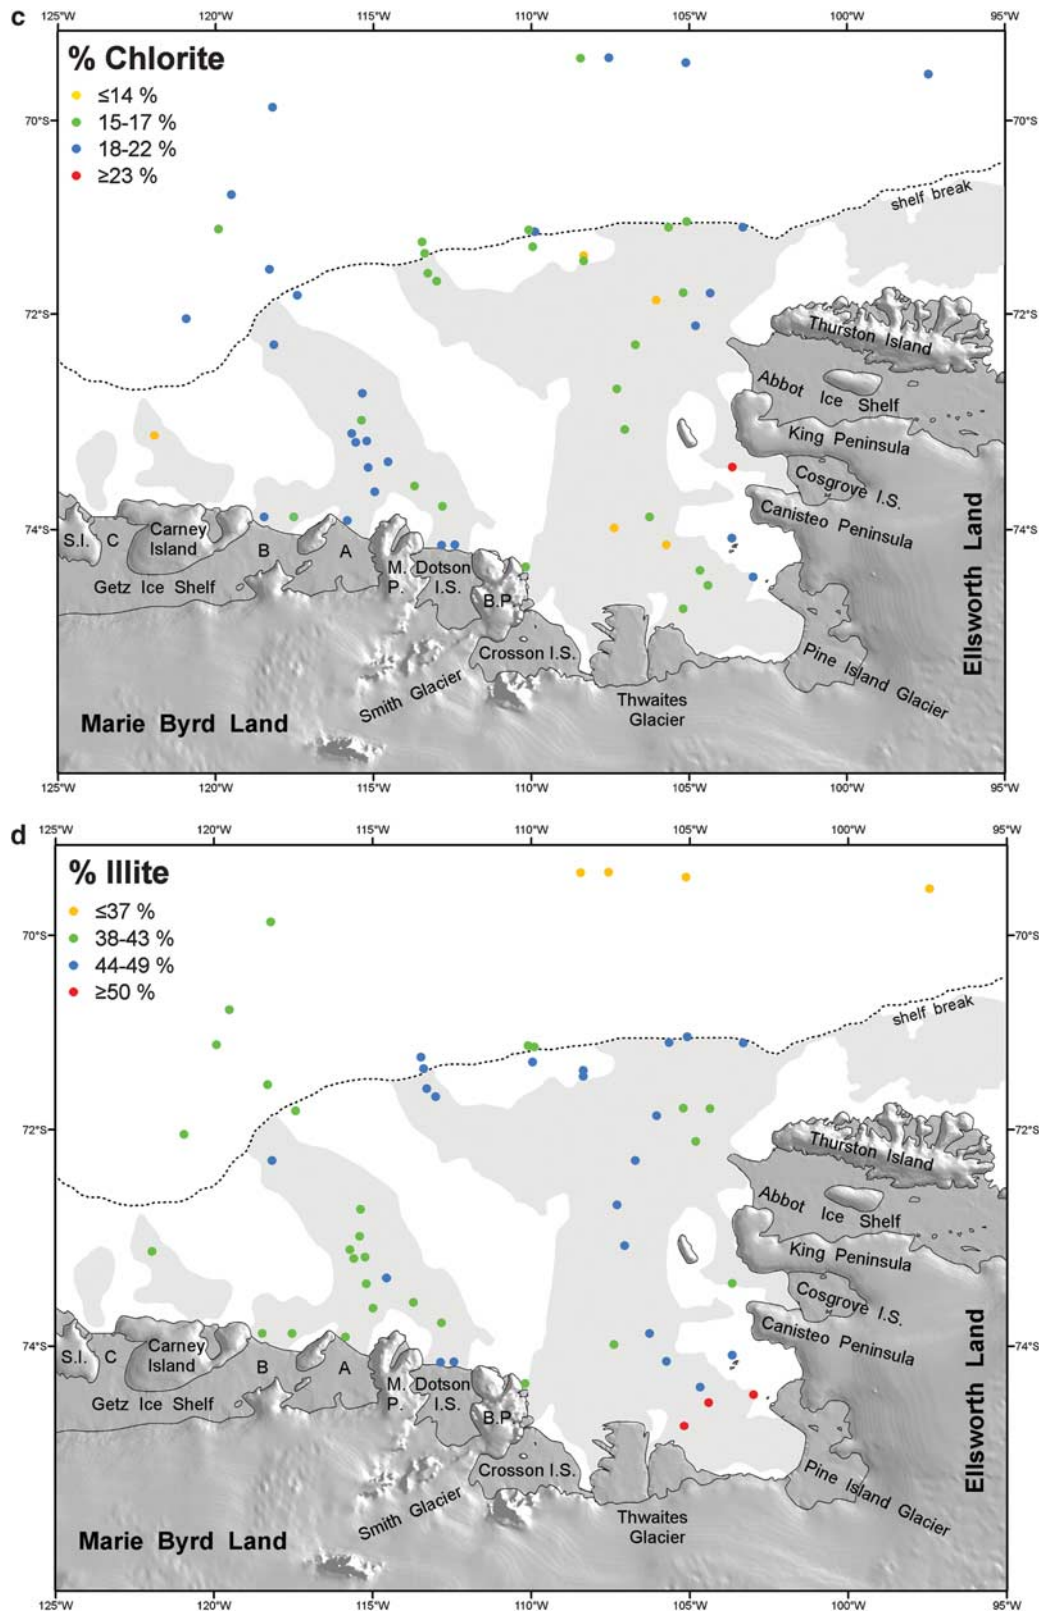 c
125°W 120°W 115°W 110°W 105°W 100°W 95°W
% Chlorite
≤14 %
15-17 %
18-22 %
≥23 %
70°S 70°S
shelf break
72°S 72°S
Thurston Island
Abbot Ice Shelf
King Peninsula
Cosgrove I.S.
Canisteo Peninsula
74°S 74°S
S.I. C Carney Island B A M. P. Dotson I.S. B.P.
Getz Ice Shelf
Crosson I.S.
Pine Island Glacier
Ellsworth Land
Smith Glacier
Thwaites
Glacier
Marie Byrd Land
125°W 120°W 115°W 110°W 105°W 100°W 95°W
d
125°W 120°W 115°W 110°W 105°W 100°W 95°W
% Illite
≤37 %
38-43 %
44-49 %
≥50 %
70°S 70°S
shelf break
72°S 72°S
Thurston Island
Abbot Ice Shelf
King Peninsula
Cosgrove I.S.
Canisteo Peninsula
74°S 74°S
S.I. C Carney Island B A M. P. Dotson I.S. B.P.
Getz Ice Shelf
Crosson I.S.
Pine Island Glacier
Ellsworth Land
Smith Glacier
Thwaites
Glacier
Marie Byrd Land
125°W 120°W 115°W 110°W 105°W 100°W 95°W